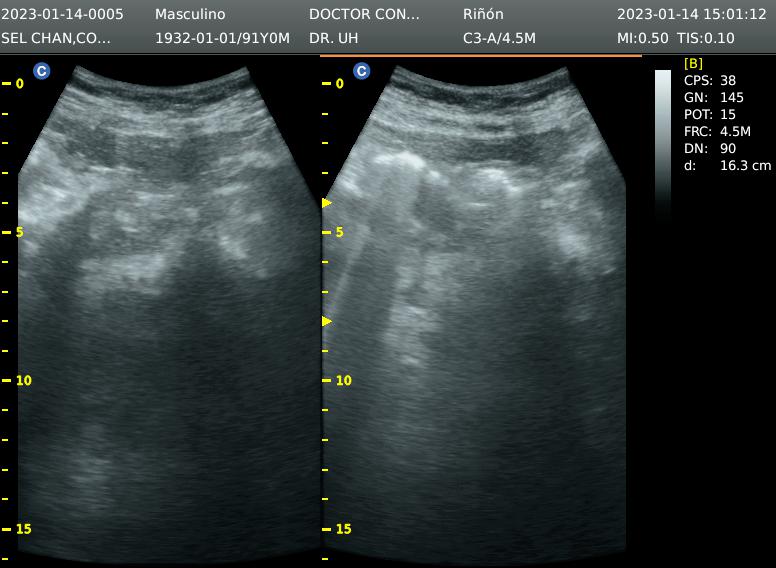 2023-01-14-0005 Masculino DOCTOR CON... Riñón 2023-01-14 15:01:12
SEL CHAN,CO... 1932-01-01/91Y0M DR. UH C3-A/4.5M MI:0.50 TIS:0.10
C
C
[B]
CPS: 38
GN: 145
POT: 15
FRC: 4.5M
DN: 90
d: 16.3 cm
0
5
10
15
0
5
10
15